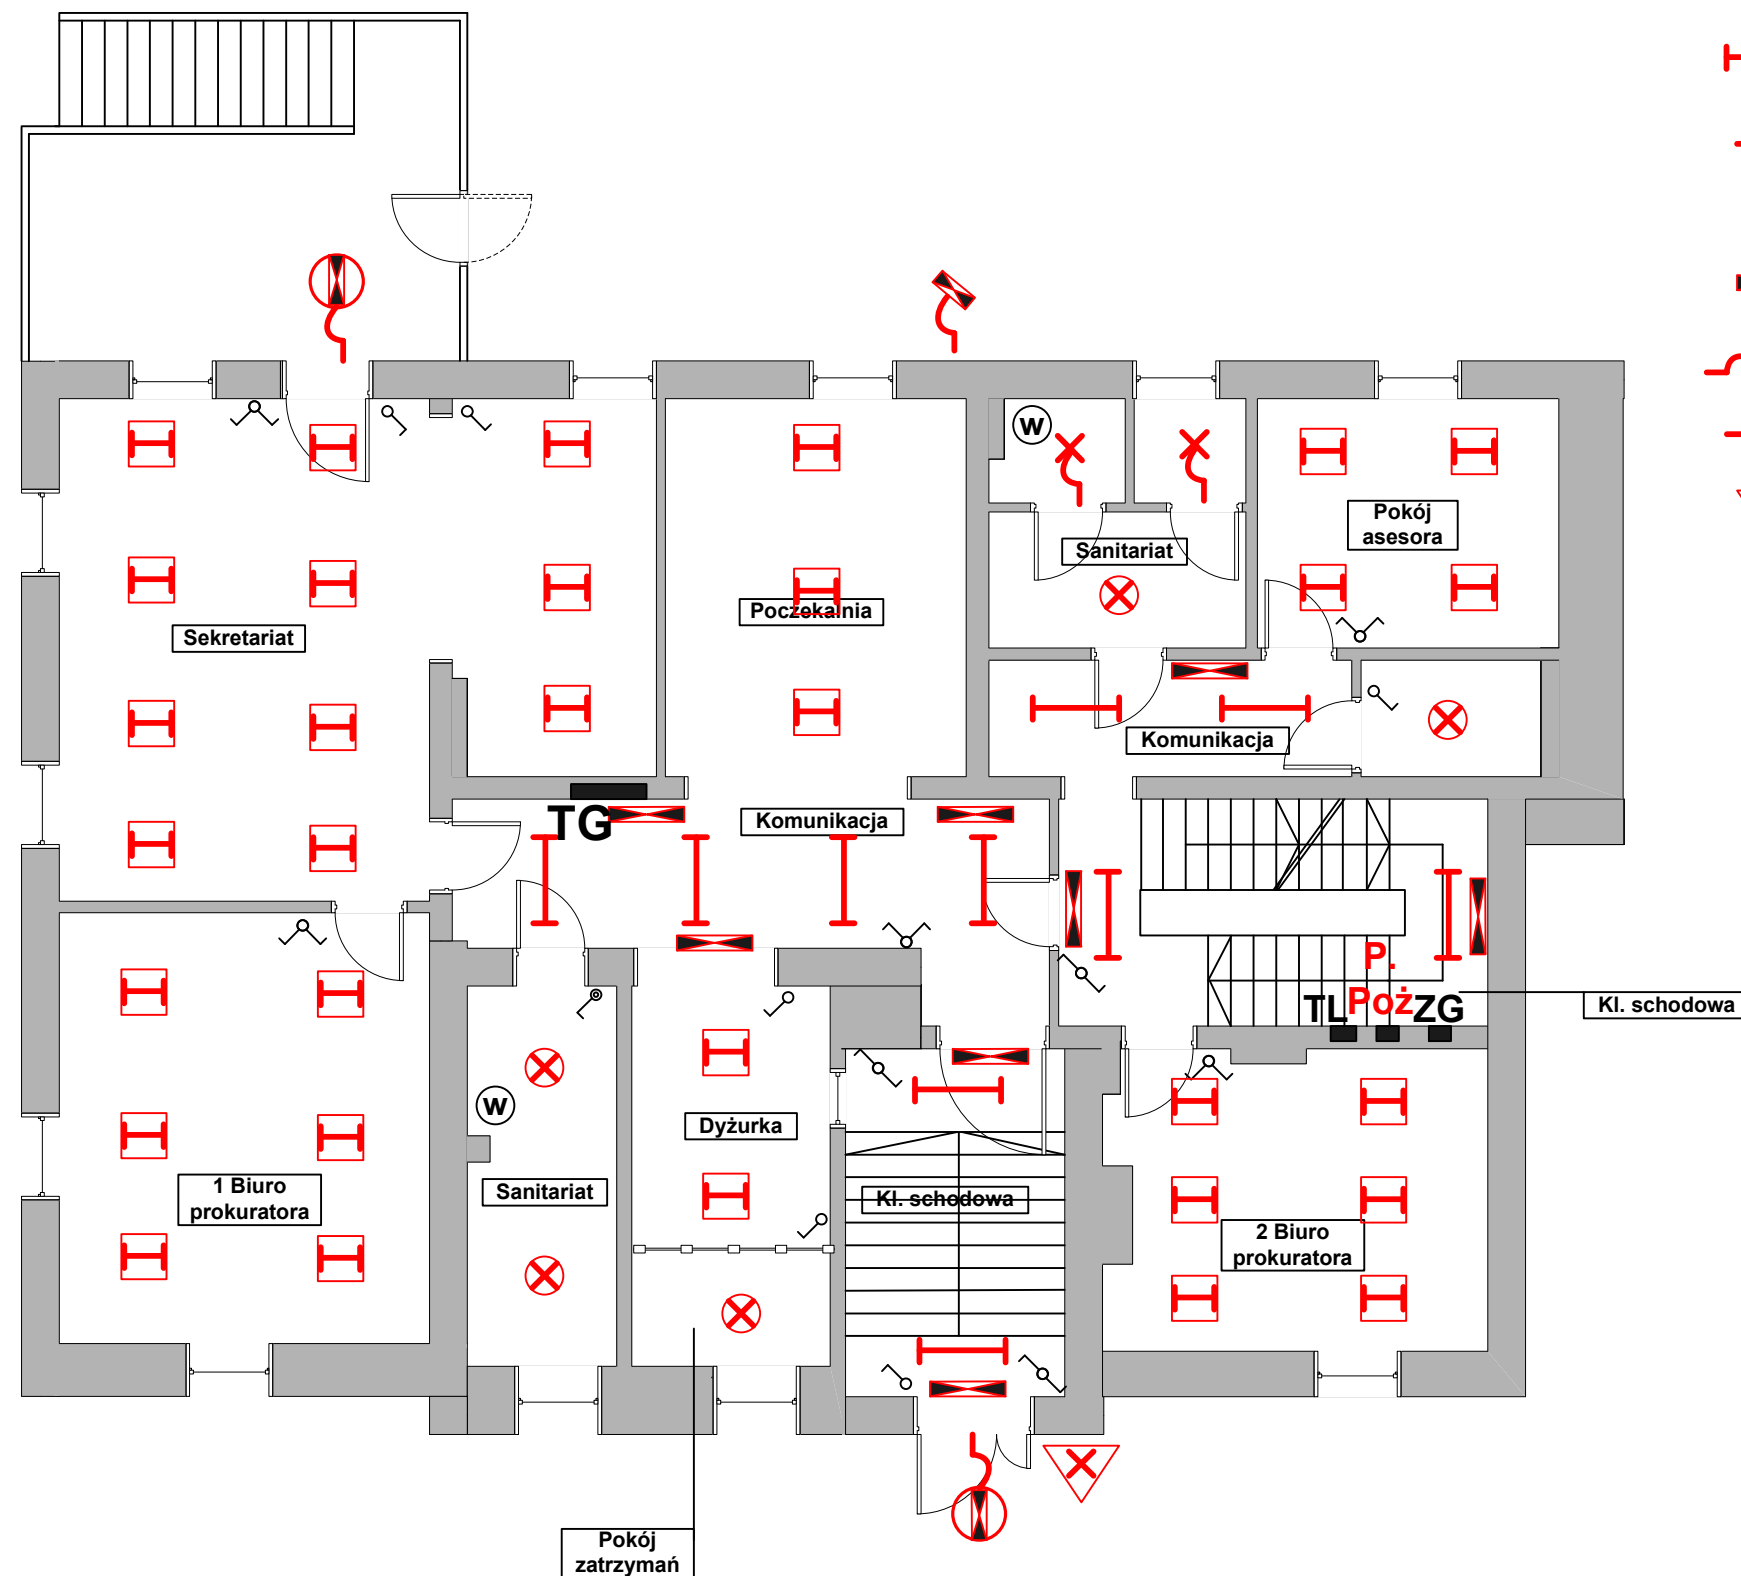 W
Pokój
asesora
Sanitariat
Poczekalnia
Sekretariat
Komunikacja
Komunikacja
TG
P.
Poż
TL
ZG
Kl. schodowa
W
Dyżurka
1 Biuro
prokuratora
Sanitariat
Kl. schodowa
2 Biuro
prokuratora
Pokój
zatrzymań